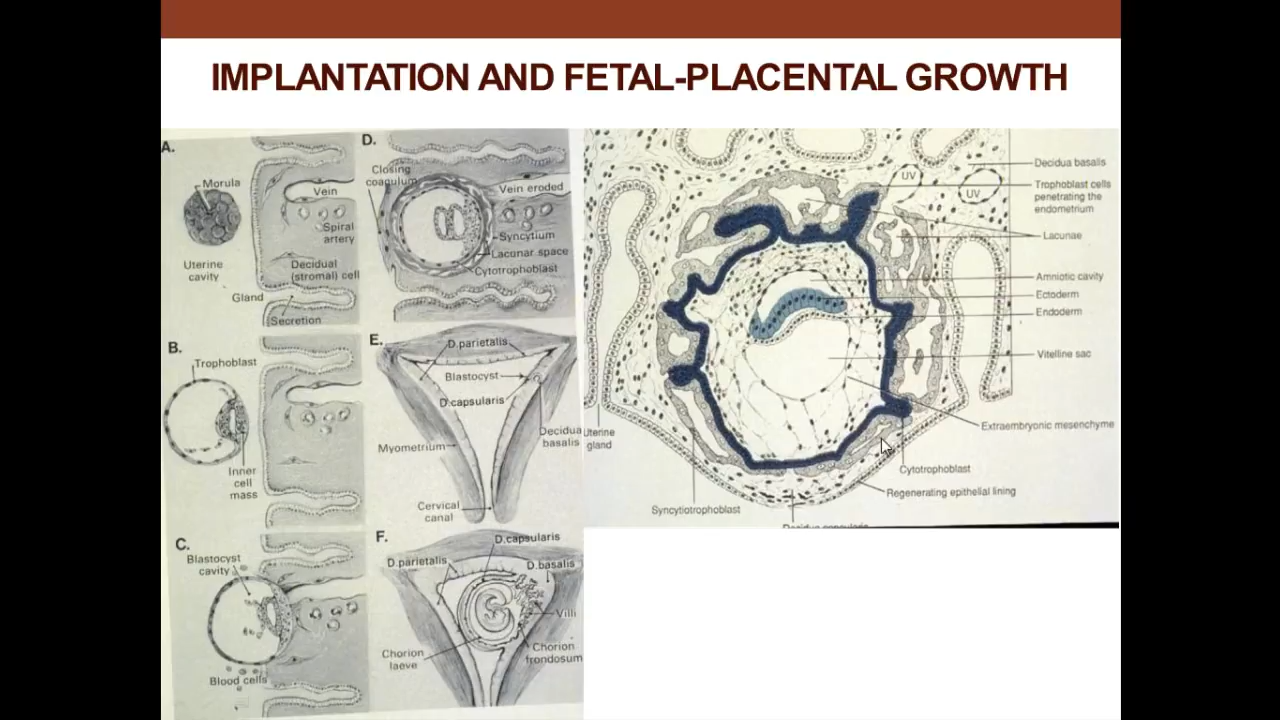 IMPLANTATION AND FETAL-PLACENTAL GROWTH
A.
Morula
Uterine
cavity
Vein
Spiral
artery
Decidual
(stromal) cell
Gland
Secretion
B.
Trophoblast
Inner
cell
mass
C.
Blastocyst
cavity
Blood cells
D.
Closing
coagulum
Vein eroded
Syncytium
Lacunar space
Cytotrophoblast
E.
D.parietalis
Blastocyst
D.capsularis
Decidua
basalis
Myometrium
Cervical
canal
F.
D.capsularis
D.parietalis
D.basalis
Villi
Chorion
laeve
Chorion
frondosum
UV
UV
Decidua basalis
Trophoblast cells
penetrating the
endometrium
Lacunae
Amniotic cavity
Ectoderm
Endoderm
Vitelline sac
Extraembryonic mesenchyme
Uterine
gland
Cytotrophoblast
Regenerating epithelial lining
Syncytiotrophoblast
Decidua capsularis